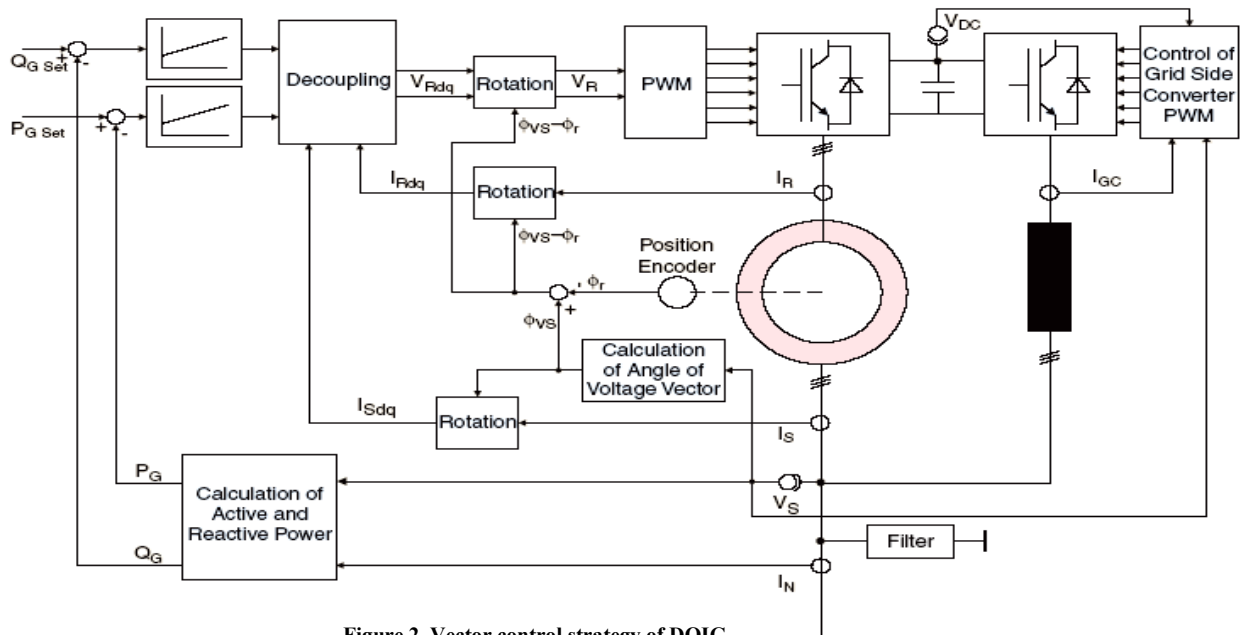 Q_G Set
+
-
P_G Set
+
-
Decoupling
V_Rdq
Rotation
V_R
PWM
V_DC
Control of
Grid Side
Converter
PWM
ϕ_VS–ϕ_r
I_Rdq
Rotation
I_R
I_GC
ϕ_VS–ϕ_r
Position
Encoder
ϕ_r
+
ϕ_VS
Calculation
of Angle of
Voltage Vector
I_Sdq
Rotation
I_S
P_G
Calculation of
Active and
Reactive Power
V_S
Filter
Q_G
I_N
Figure 2. Vector control strategy of DOIG